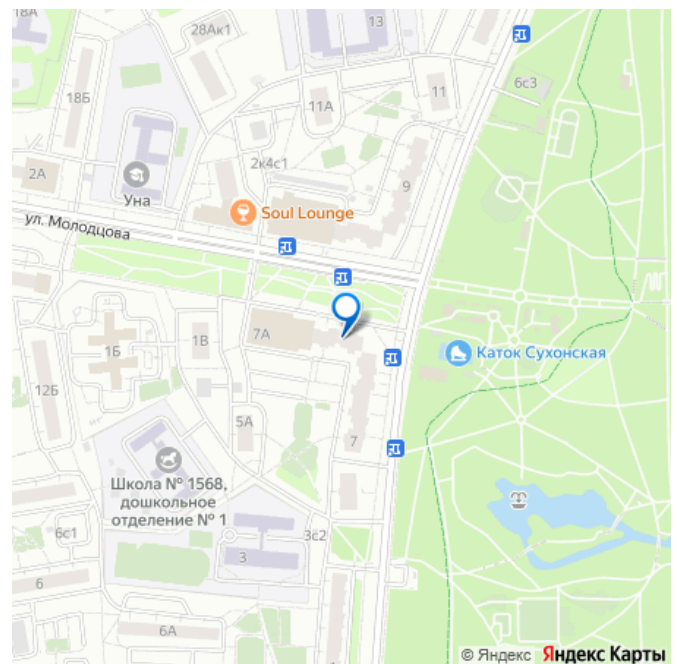 18А
28Ак1
13
6с3
18Б
11А
11
2А
2к4с1
Уна
9
Soul Lounge
ул. Молодцова
7А
1Б
1В
Каток Сухонская
12Б
5А
7
Школа № 1568,
дошкольное
отделение № 1
6с1
3с2
3
6
6А
© Яндекс Яндекс Карты